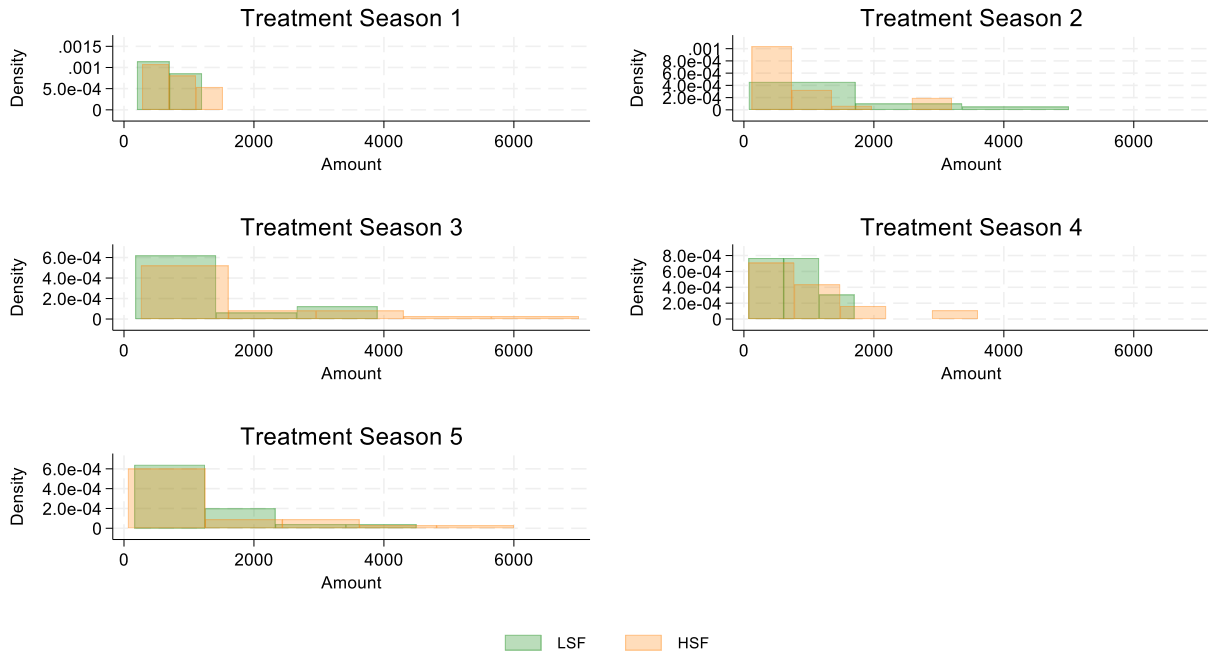 Treatment Season 1
Density
.0015
.001
5.0e-04
0
0 2000 4000 6000
Amount
Treatment Season 2
Density
.001
8.0e-04
6.0e-04
4.0e-04
2.0e-04
0
0 2000 4000 6000
Amount
Treatment Season 3
Density
6.0e-04
4.0e-04
2.0e-04
0
0 2000 4000 6000
Amount
Treatment Season 4
Density
8.0e-04
6.0e-04
4.0e-04
2.0e-04
0
0 2000 4000 6000
Amount
Treatment Season 5
Density
6.0e-04
4.0e-04
2.0e-04
0
0 2000 4000 6000
Amount
LSF HSF